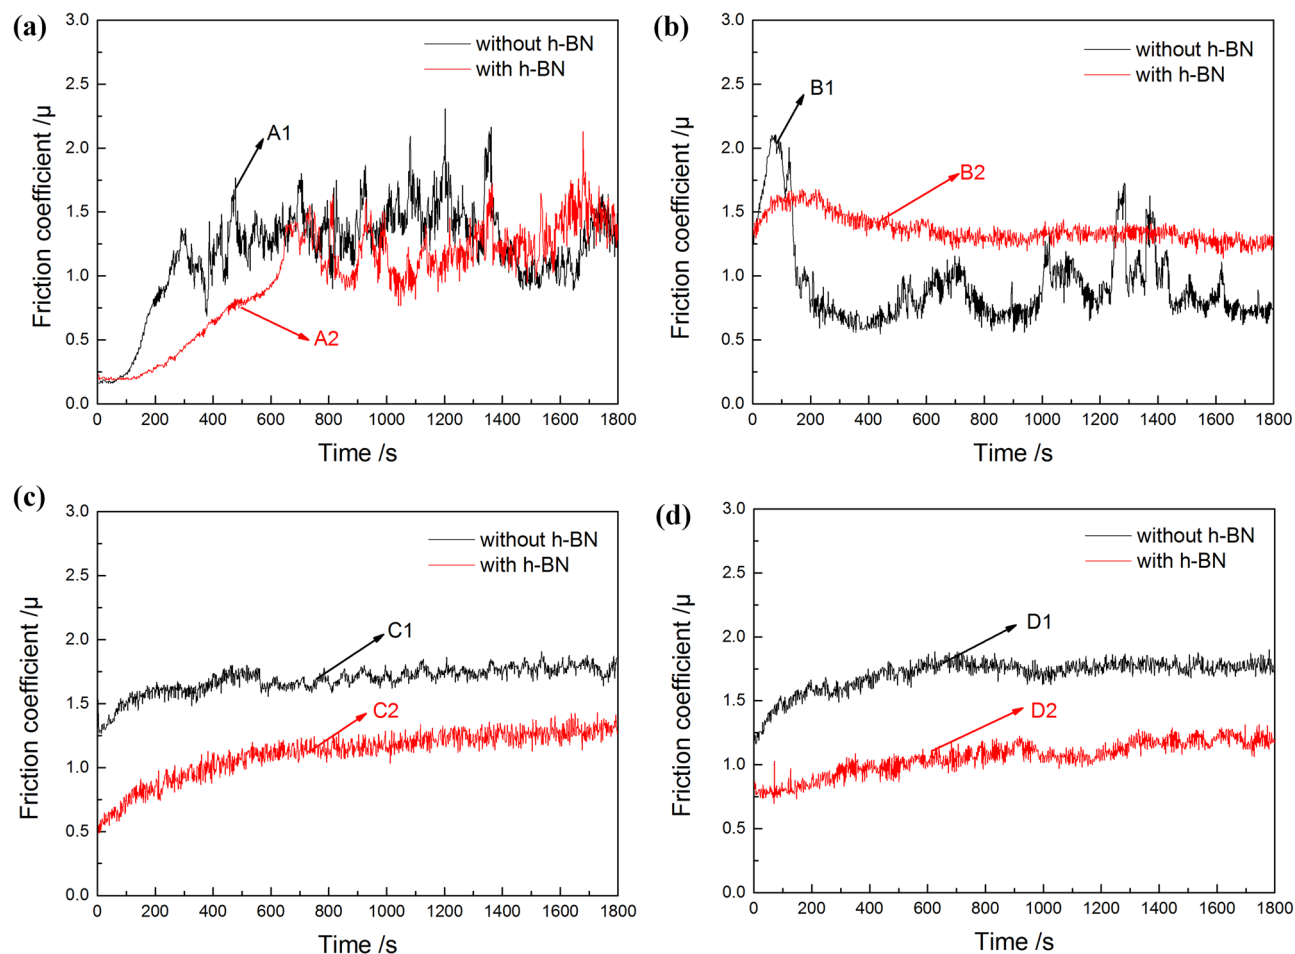 (a)
3.0
2.5
2.0
1.5
1.0
0.5
0.0
Friction coefficient /μ
without h-BN
with h-BN
A1
A2
0 200 400 600 800 1000 1200 1400 1600 1800
Time /s
(b)
3.0
2.5
2.0
1.5
1.0
0.5
0.0
Friction coefficient /μ
without h-BN
with h-BN
B1
B2
0 200 400 600 800 1000 1200 1400 1600 1800
Time /s
(c)
3.0
2.5
2.0
1.5
1.0
0.5
0.0
Friction coefficient /μ
without h-BN
with h-BN
C1
C2
0 200 400 600 800 1000 1200 1400 1600 1800
Time /s
(d)
3.0
2.5
2.0
1.5
1.0
0.5
0.0
Friction coefficient /μ
without h-BN
with h-BN
D1
D2
0 200 400 600 800 1000 1200 1400 1600 1800
Time /s